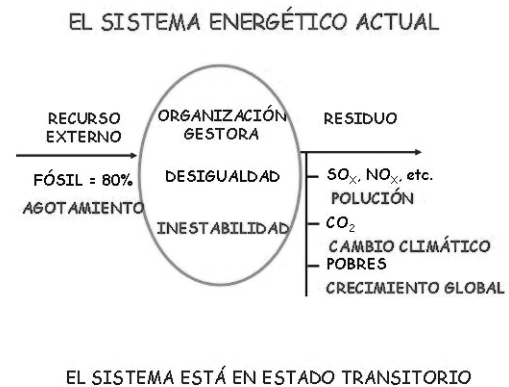 EL SISTEMA ENERGÉTICO ACTUAL
RECURSO
EXTERNO
FÓSIL = 80%
AGOTAMIENTO
ORGANIZACIÓN
GESTORA
DESIGUALDAD
INESTABILIDAD
RESIDUO
SOₓ, NOₓ, etc.
POLUCIÓN
CO₂
CAMBIO CLIMÁTICO
POBRES
CRECIMIENTO GLOBAL
EL SISTEMA ESTÁ EN ESTADO TRANSITORIO